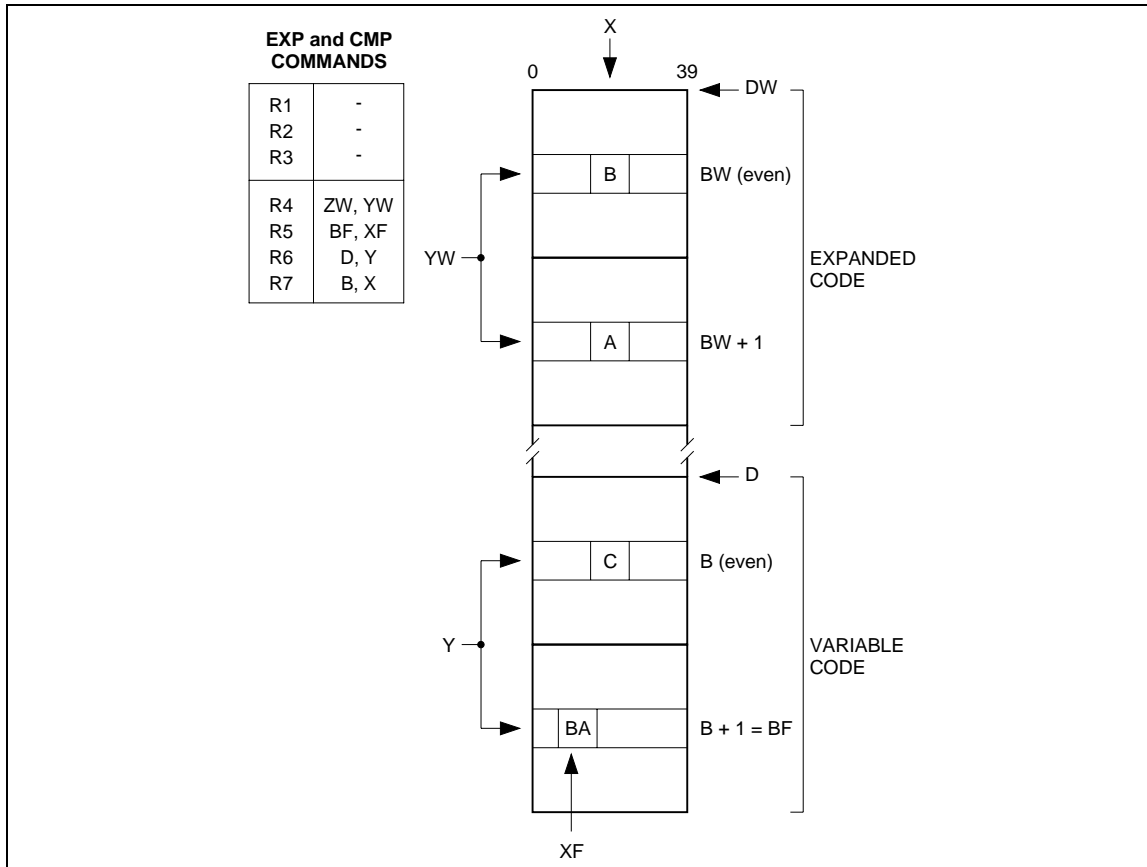 EXP and CMP
COMMANDS
R1 -
R2 -
R3 -
R4 ZW, YW
R5 BF, XF
R6 D, Y
R7 B, X
X
0 39
DW
B BW (even)
YW
EXPANDED
CODE
A BW + 1
D
C B (even)
Y
VARIABLE
CODE
BA B + 1 = BF
XF